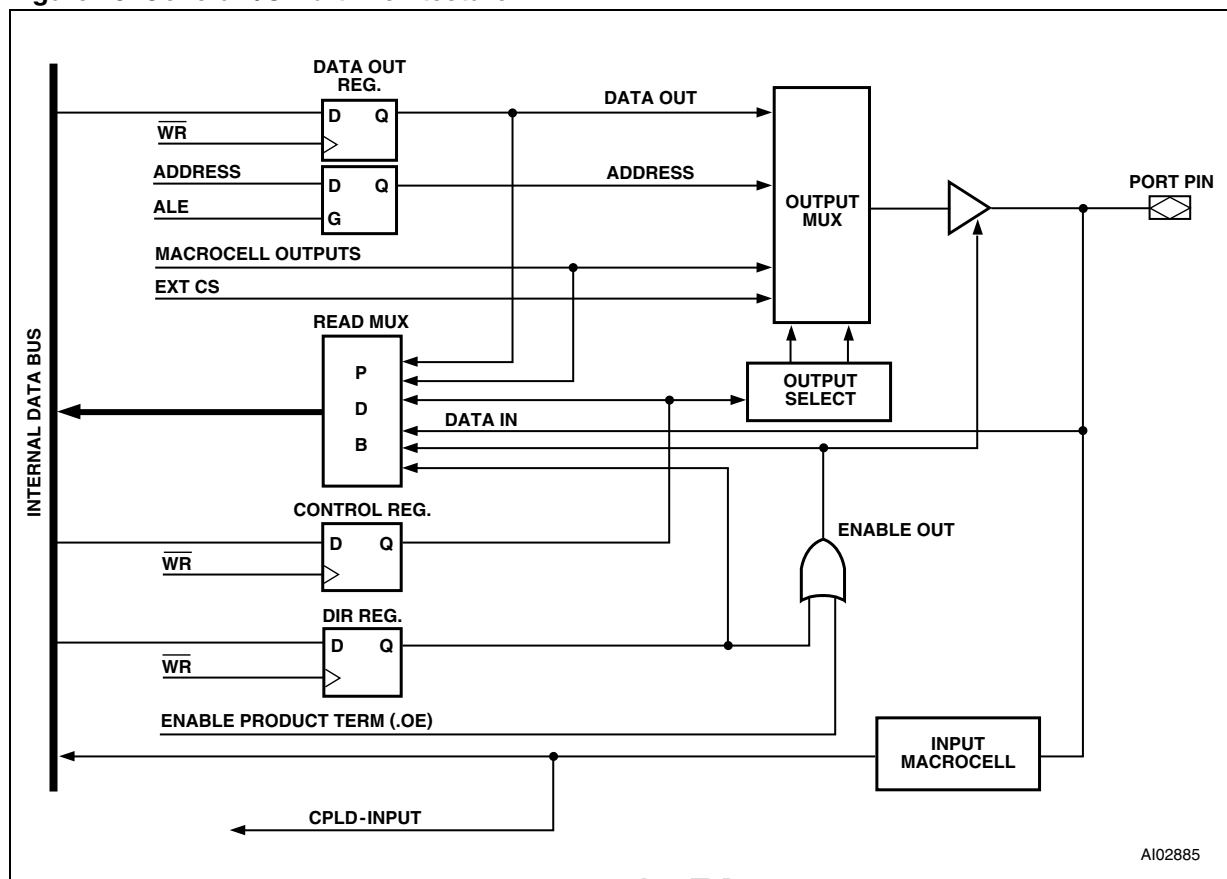 DATA OUT
REG.
D Q
WR
DATA OUT
ADDRESS
D Q
ADDRESS
ALE
G
MACROCELL OUTPUTS
EXT CS
OUTPUT
MUX
PORT PIN
READ MUX
P
D
B
OUTPUT
SELECT
DATA IN
INTERNAL DATA BUS
CONTROL REG.
D Q
WR
ENABLE OUT
DIR REG.
D Q
WR
ENABLE PRODUCT TERM (.OE)
INPUT
MACROCELL
CPLD-INPUT
AI02885